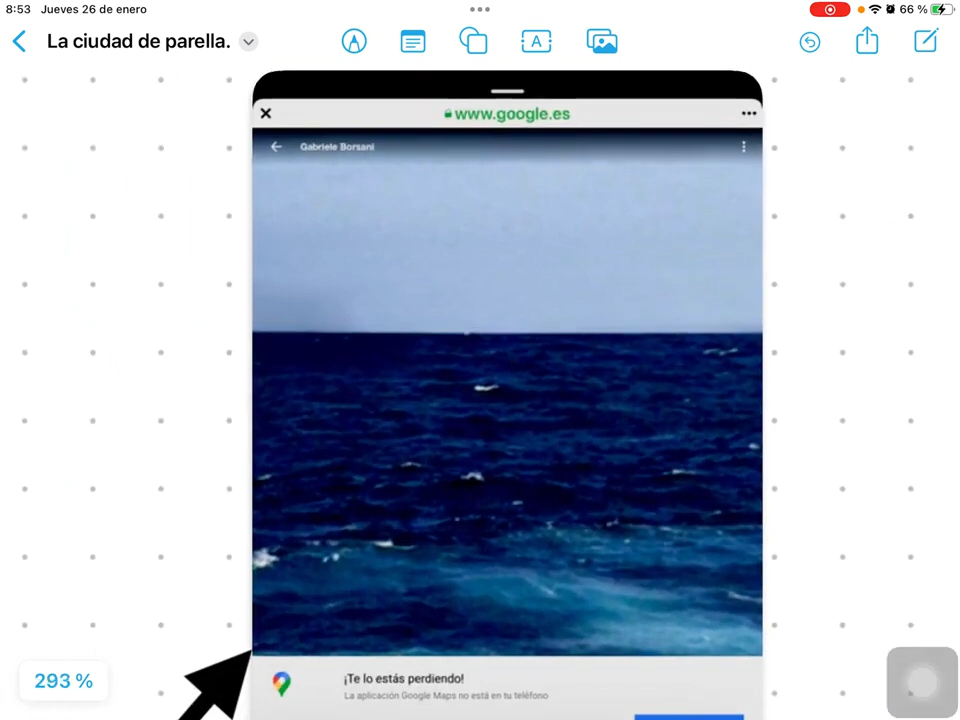 8:53 Jueves 26 de enero
66 %
La ciudad de parella.
A
www.google.es
Gabriele Borsani
¡Te lo estás perdiendo!
La aplicación Google Maps no está en tu teléfono
293 %